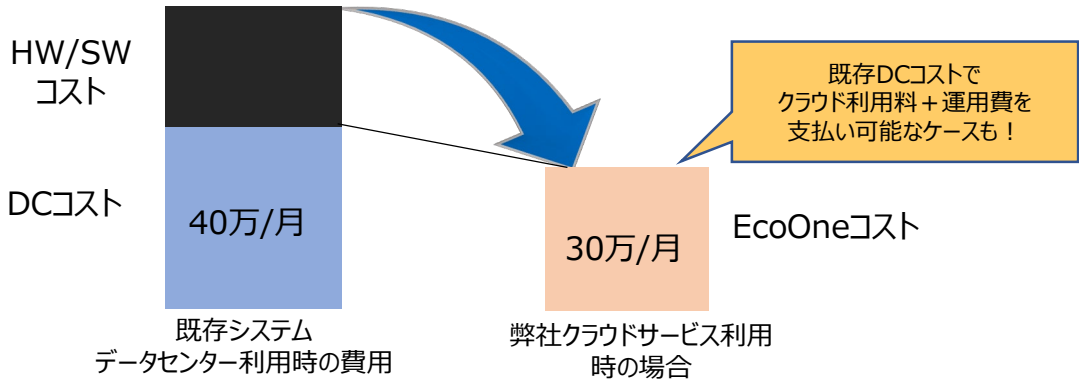 HW/SW
コスト
DCコスト
40万/月
既存システム
データセンター利用時の費用
既存DCコストで
クラウド利用料＋運用費を
支払い可能なケースも！
30万/月
EcoOneコスト
弊社クラウドサービス利用
時の場合